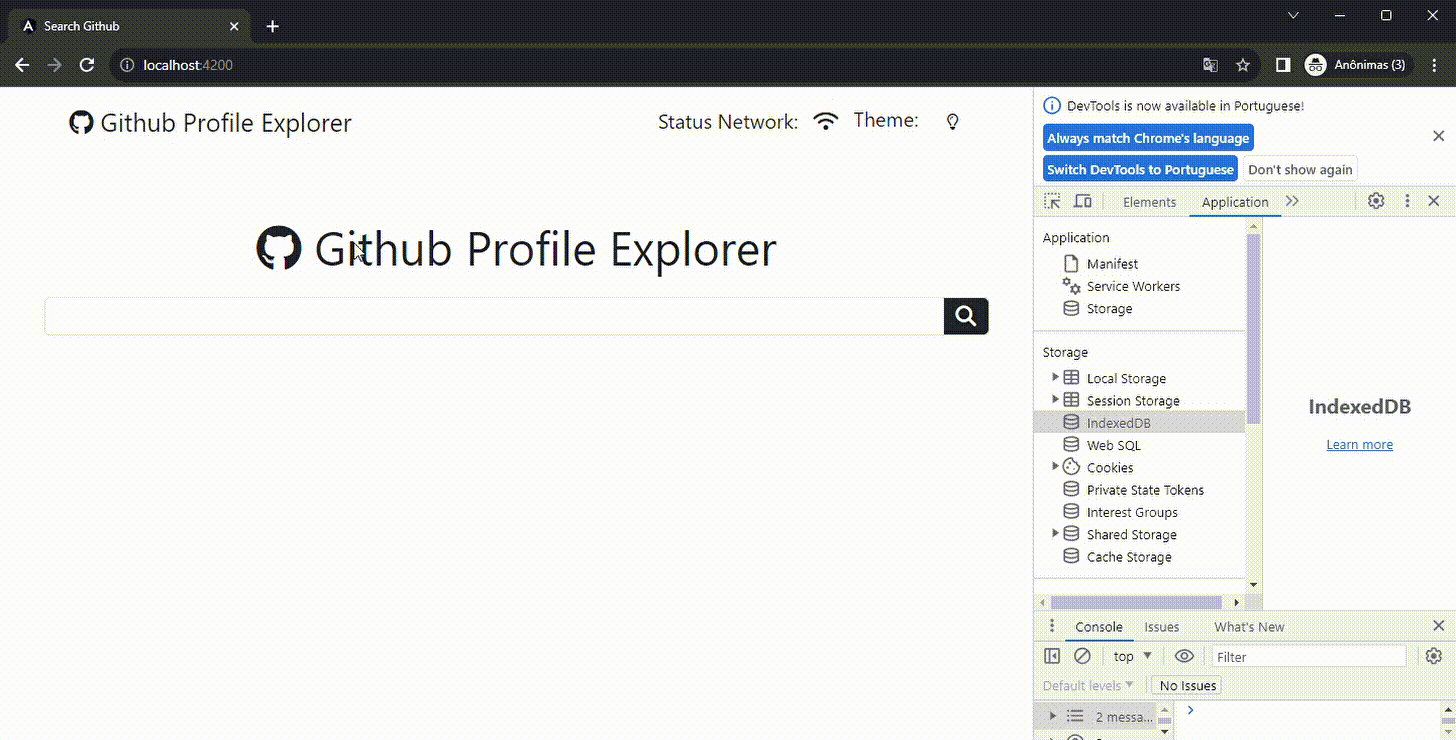 Search Github
localhost:4200
Anônimas (3)
Github Profile Explorer
Status Network:
Theme:
Github Profile Explorer
DevTools is now available in Portuguese!
Always match Chrome's language
Switch DevTools to Portuguese
Don't show again
Elements
Application
Application
Manifest
Service Workers
Storage
Storage
Local Storage
Session Storage
IndexedDB
Web SQL
Cookies
Private State Tokens
Interest Groups
Shared Storage
Cache Storage
IndexedDB
Learn more
Console
Issues
What's New
top
Filter
Default levels
No Issues
2 messa...